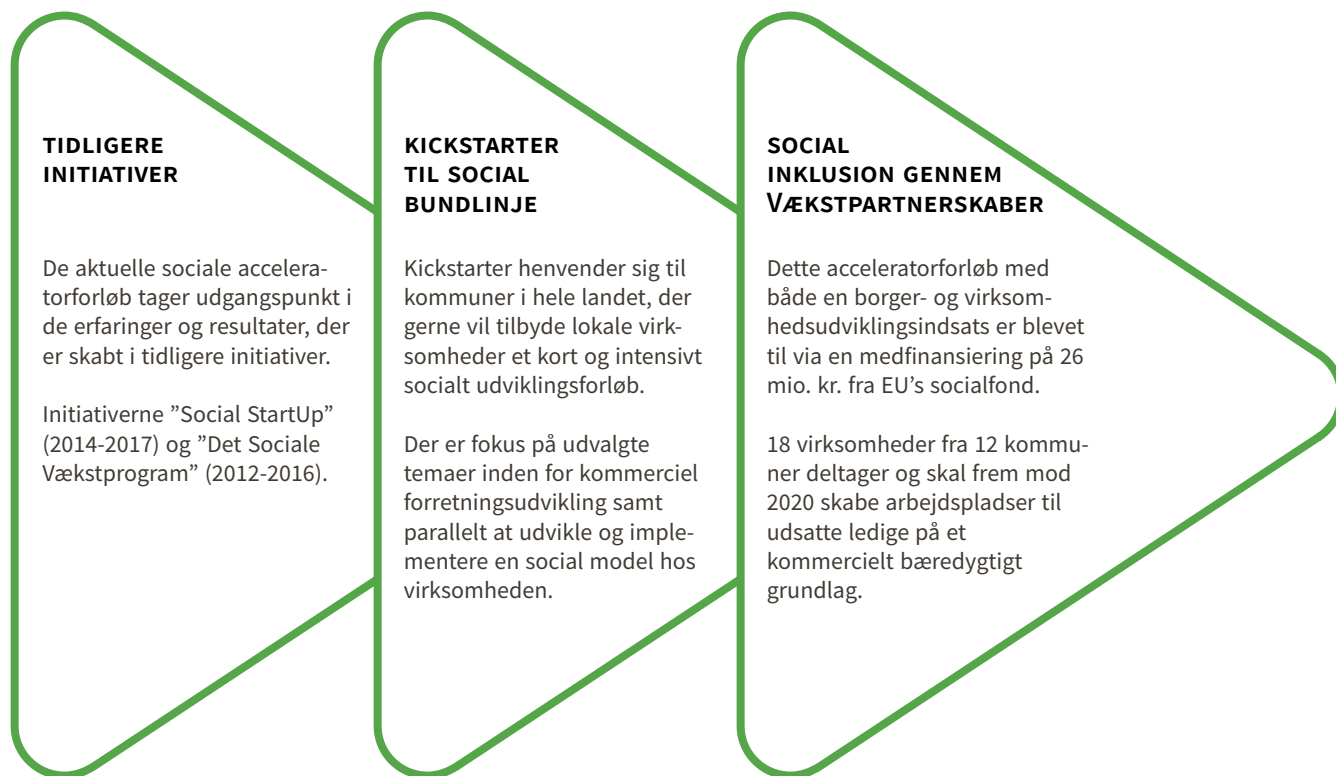 TIDLIGERE
INITIATIVER
De aktuelle sociale accelera-
torforløb tager udgangspunkt i
de erfaringer og resultater, der
er skabt i tidligere initiativer.
Initiativerne ”Social StartUp”
(2014-2017) og ”Det Sociale
Vækstprogram” (2012-2016).
KICKSTARTER
TIL SOCIAL
BUNDLINJE
Kickstarter henvender sig til
kommuner i hele landet, der
gerne vil tilbyde lokale virk-
somheder et kort og intensivt
socialt udviklingsforløb.
Der er fokus på udvalgte
temaer inden for kommerciel
forretningsudvikling samt
parallelt at udvikle og imple-
mentere en social model hos
virksomheden.
SOCIAL
INKLUSION GENNEM
VÆKSTPARTNERSKABER
Dette acceleratorforløb med
både en borger- og virksom-
hedsudviklingsindsats er blevet
til via en medfinansiering på 26
mio. kr. fra EU’s socialfond.
18 virksomheder fra 12 kommu-
ner deltager og skal frem mod
2020 skabe arbejdspladser til
udsatte ledige på et
kommercielt bæredygtigt
grundlag.